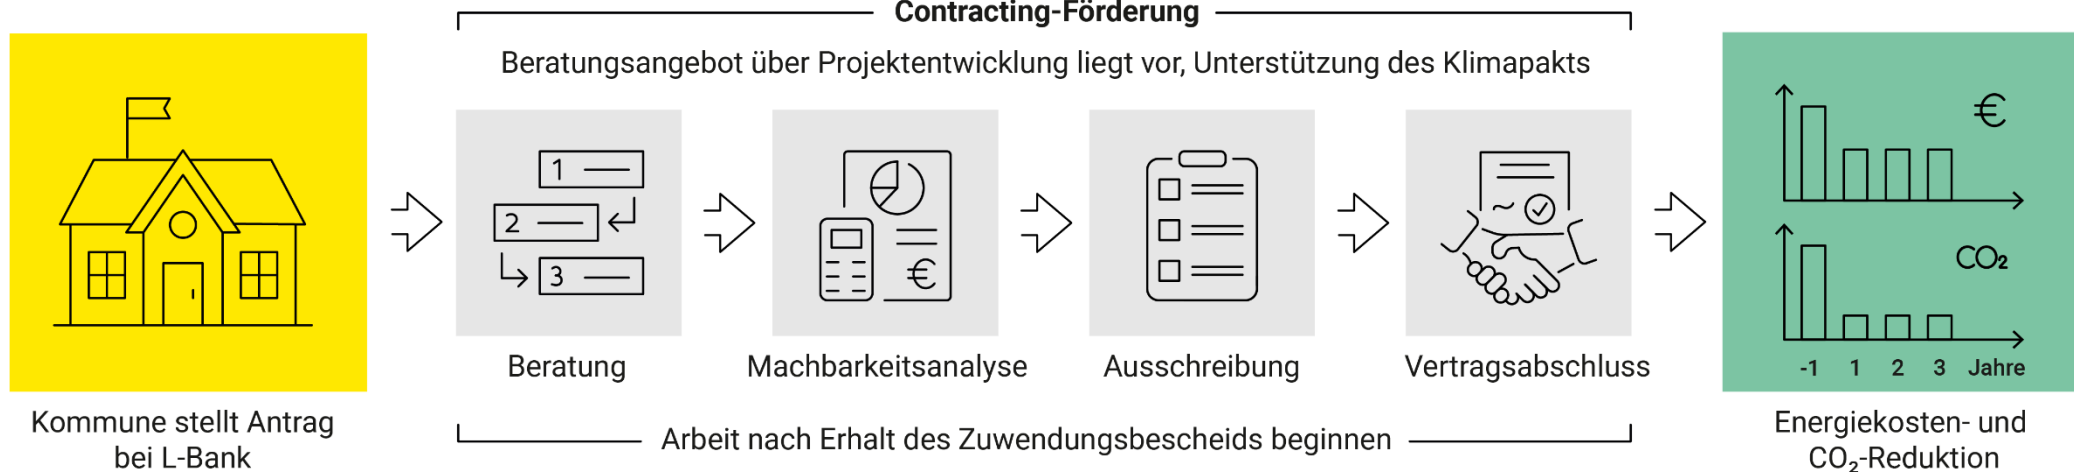 Contracting-Förderung
Beratungsangebot über Projektentwicklung liegt vor, Unterstützung des Klimapakts
1
2
3
€
€
CO₂
-1 1 2 3 Jahre
Beratung
Machbarkeitsanalyse
Ausschreibung
Vertragsabschluss
Kommune stellt Antrag
bei L-Bank
Arbeit nach Erhalt des Zuwendungsbescheids beginnen
Energiekosten- und
CO₂-Reduktion